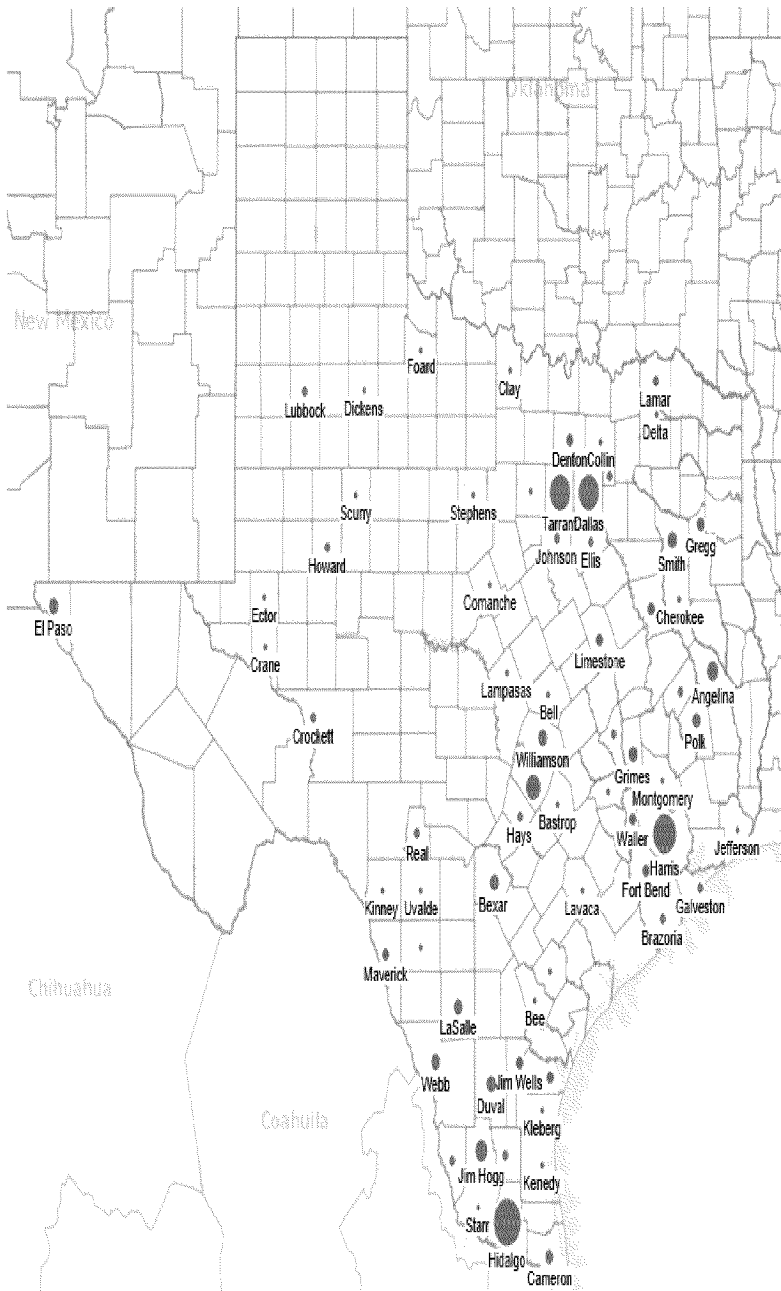 Oklahoma
New Mexico
Foard
Clay
Lubbock
Dickens
Lamar
Delta
Denton
Collin
Scurry
Stephens
Tarran
Dallas
Gregg
Johnson
Ellis
Smith
Howard
Comanche
Ector
Cherokee
El Paso
Crane
Limestone
Lampasas
Angelina
Bell
Crockett
Polk
Williamson
Grimes
Montgomery
Hays
Bastrop
Waller
Real
Jefferson
Harris
Fort Bend
Kinney
Uvalde
Bexar
Lavaca
Galveston
Brazoria
Maverick
Chihuahua
LaSalle
Bee
Webb
Jim Wells
Duval
Coahuila
Kleberg
Jim Hogg
Kenedy
Starr
Hidalgo
Cameron